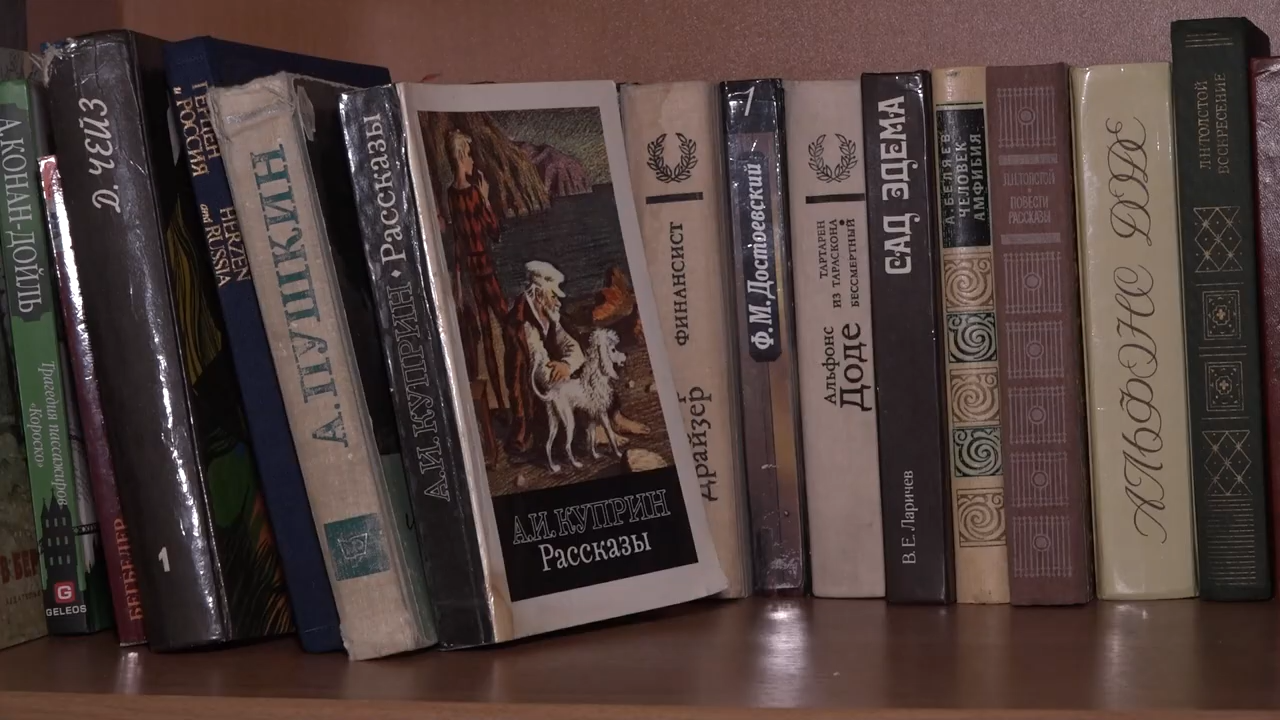 А. КОНАН-ДОЙЛЬ
Трагедия пассажиров
«Короско»
GELEOS
БЕГБЕДЕР
Д. ЧЕЙЗ
1
ГЕРЦЕН
и РОССИЯ
HERZEN
and RUSSIA
А. ПУШКИН
А.И. КУПРИН • Рассказы
А.И. КУПРИН
Рассказы
Драйзер
ФИНАНСИСТ
1
Ф. М. Достоевский
Альфонс
Доде
ТАРТАРЕН
ИЗ ТАРАСКОНА
БЕССМЕРТНЫЙ
В. Е. Ларичев
САД ЭДЕМА
А. БЕЛЯЕВ
ЧЕЛОВЕК
АМФИБИЯ
Л.Н.ТОЛСТОЙ
ПОВЕСТИ
РАССКАЗЫ
АЛЬФОНС ДОДЕ
Л.Н.ТОЛСТОЙ
ВОСКРЕСЕНИЕ